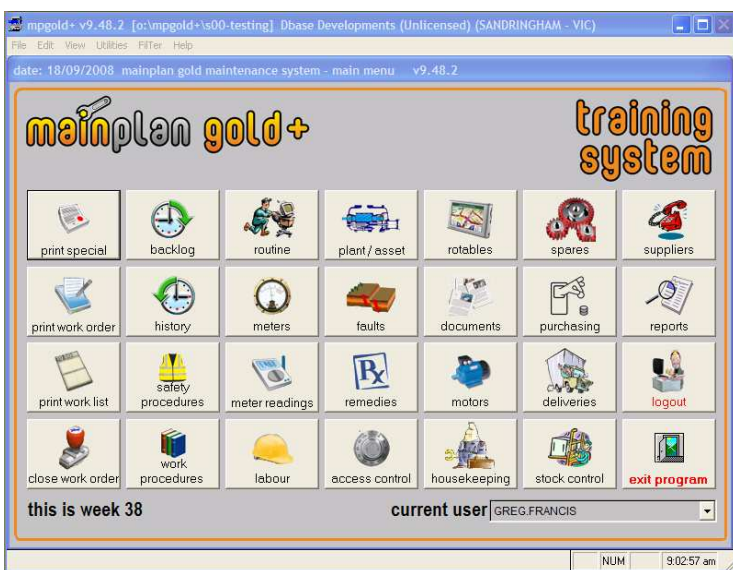 mpgold+ v9.48.2 [o:\mpgold+\s00-testing] Dbase Developments (Unlicensed) (SANDRINGHAM - VIC)
File Edit View Utilities FilTer Help
date: 18/09/2008 mainplan gold maintenance system - main menu v9.48.2
mainplan gold+
training
system
print special backlog routine plant / asset rotables spares suppliers
print work order history meters faults documents purchasing reports
print work list safety procedures meter readings remedies motors deliveries logout
close work order work procedures labour access control housekeeping stock control exit program
this is week 38 current user GREG.FRANCIS
NUM 9:02:57 am